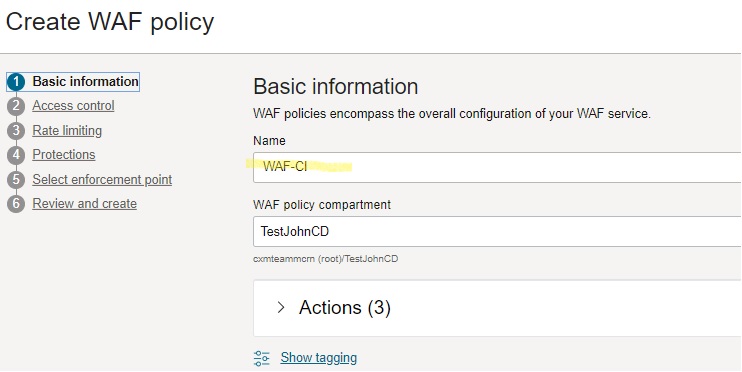 Create WAF policy
1 Basic information
2 Access control
3 Rate limiting
4 Protections
5 Select enforcement point
6 Review and create
Basic information
WAF policies encompass the overall configuration of your WAF service.
Name
WAF-CI
WAF policy compartment
TestJohnCD
cxmteammcm (root)/TestJohnCD
Actions (3)
Show tagging